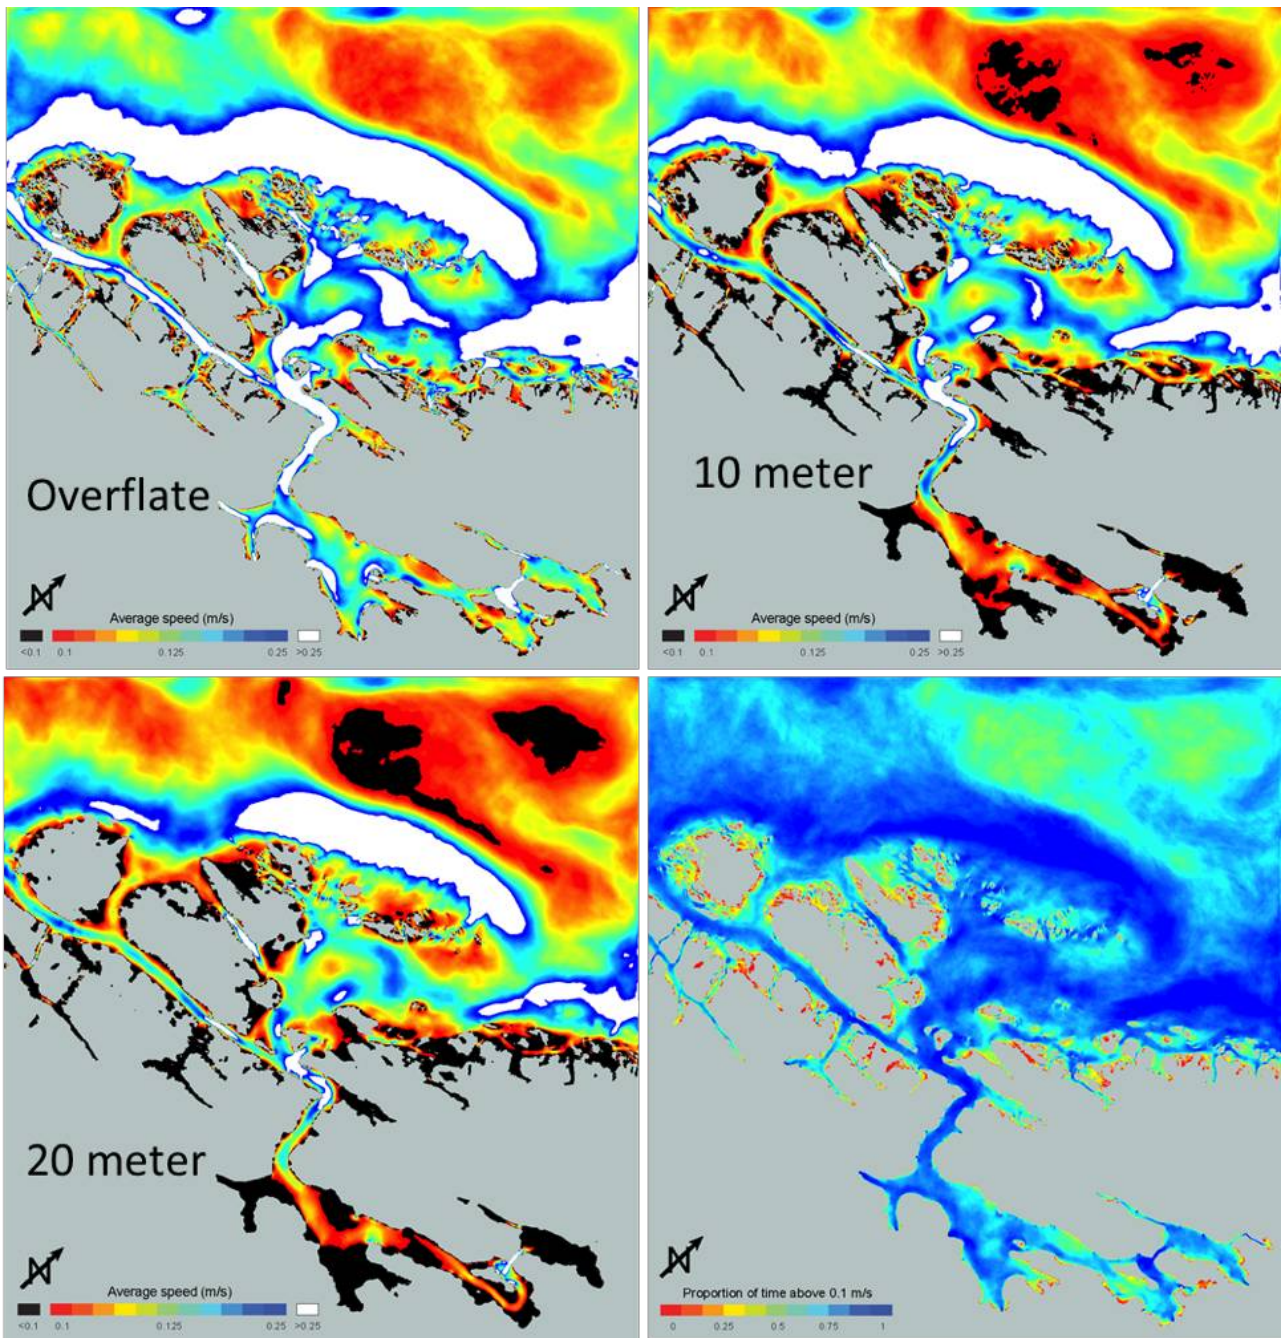 Overflate
N
Average speed (m/s)
<0.1 0.1 0.125 0.25 >0.25
10 meter
N
Average speed (m/s)
<0.1 0.1 0.125 0.25 >0.25
20 meter
N
Average speed (m/s)
<0.1 0.1 0.125 0.25 >0.25
N
Proportion of time above 0.1 m/s
0 0.25 0.5 0.75 1